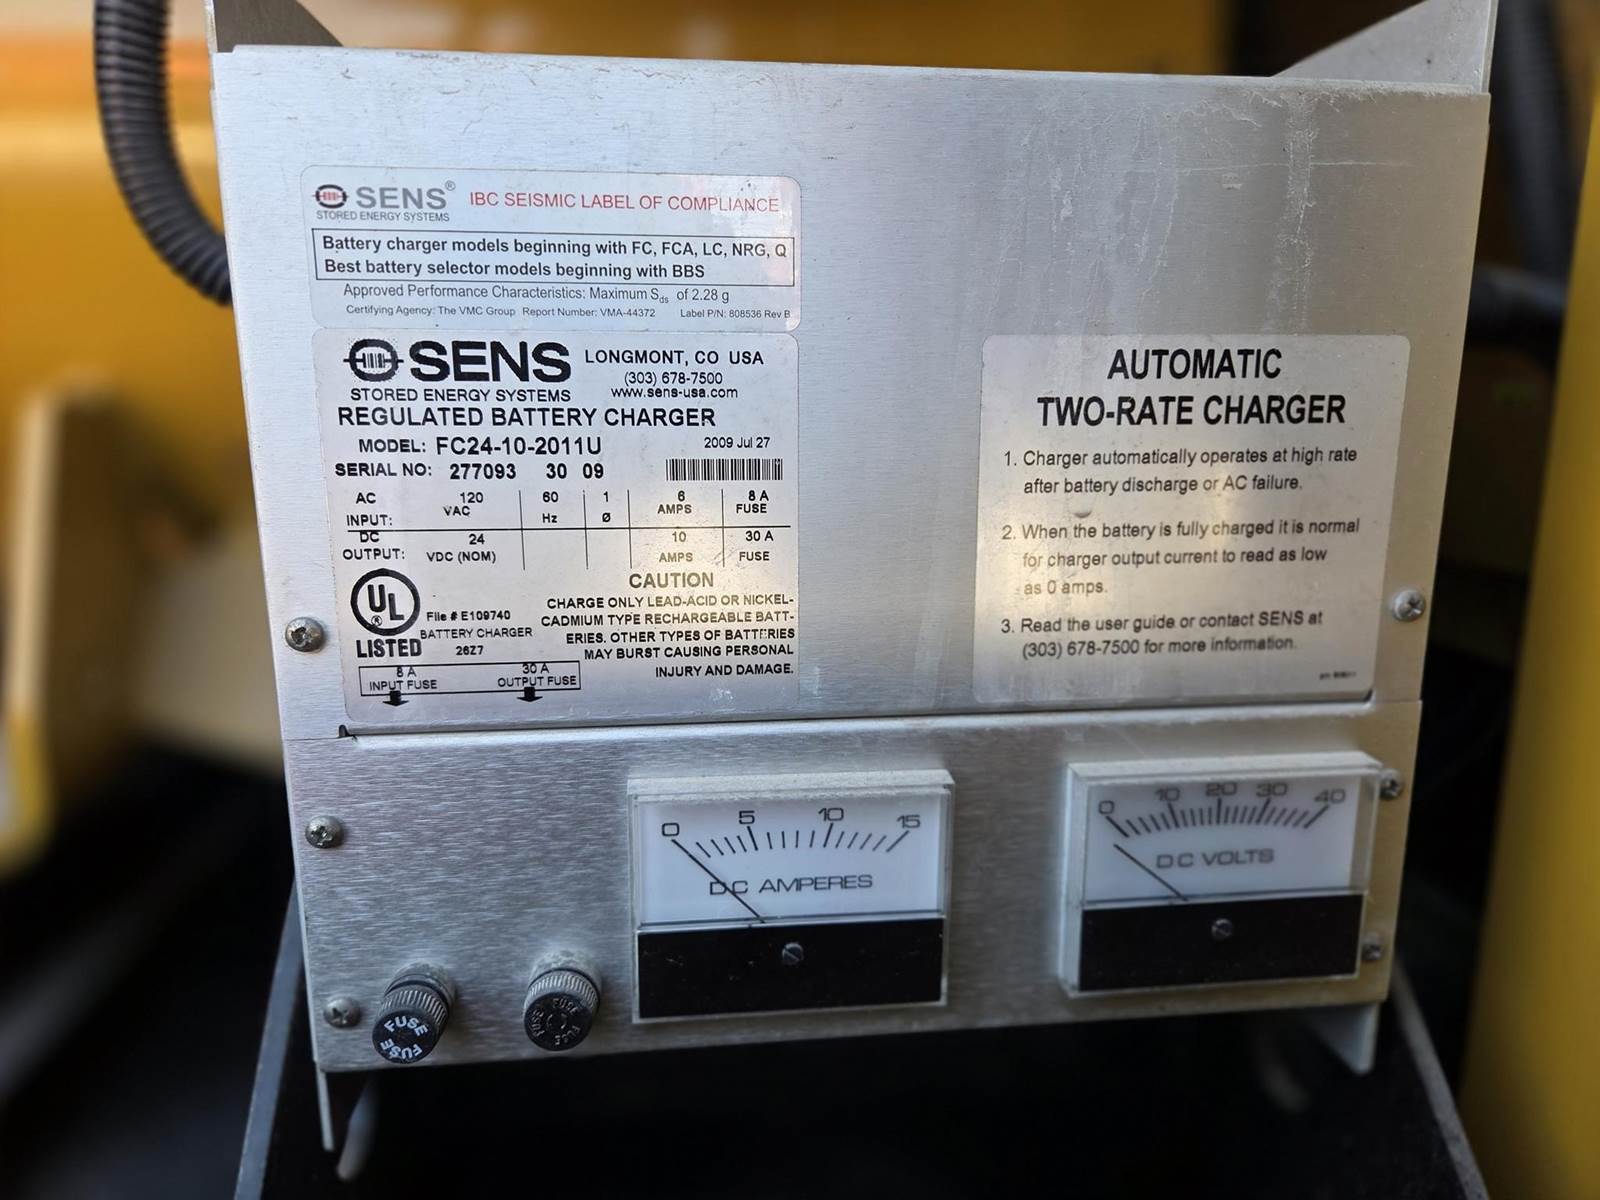 SENS®
STORED ENERGY SYSTEMS
IBC SEISMIC LABEL OF COMPLIANCE
Battery charger models beginning with FC, FCA, LC, NRG, Q
Best battery selector models beginning with BBS
Approved Performance Characteristics: Maximum Sds of 2.28 g
Certifying Agency: The VMC Group Report Number: VMA-44372 Label P/N: 808536 Rev B
SENS
STORED ENERGY SYSTEMS
LONGMONT, CO USA
(303) 678-7500
www.sens-usa.com
REGULATED BATTERY CHARGER
MODEL: FC24-10-2011U 2009 Jul 27
SERIAL NO: 277093 30 09
AC INPUT: 120 VAC 60 Hz 1 Ø 6 AMPS 8 A FUSE
DC OUTPUT: 24 VDC (NOM) 10 AMPS 30 A FUSE
UL
®
LISTED
File # E109740
BATTERY CHARGER
26Z7
CAUTION
CHARGE ONLY LEAD-ACID OR NICKEL-
CADMIUM TYPE RECHARGEABLE BATT-
ERIES. OTHER TYPES OF BATTERIES
MAY BURST CAUSING PERSONAL
INJURY AND DAMAGE.
8 A
INPUT FUSE
30 A
OUTPUT FUSE
AUTOMATIC
TWO-RATE CHARGER
1. Charger automatically operates at high rate
after battery discharge or AC failure.
2. When the battery is fully charged it is normal
for charger output current to read as low
as 0 amps.
3. Read the user guide or contact SENS at
(303) 678-7500 for more information.
0 5 10 15
DC AMPERES
0 10 20 30 40
DC VOLTS
FUSE
FUSE
FUSE
FUSE